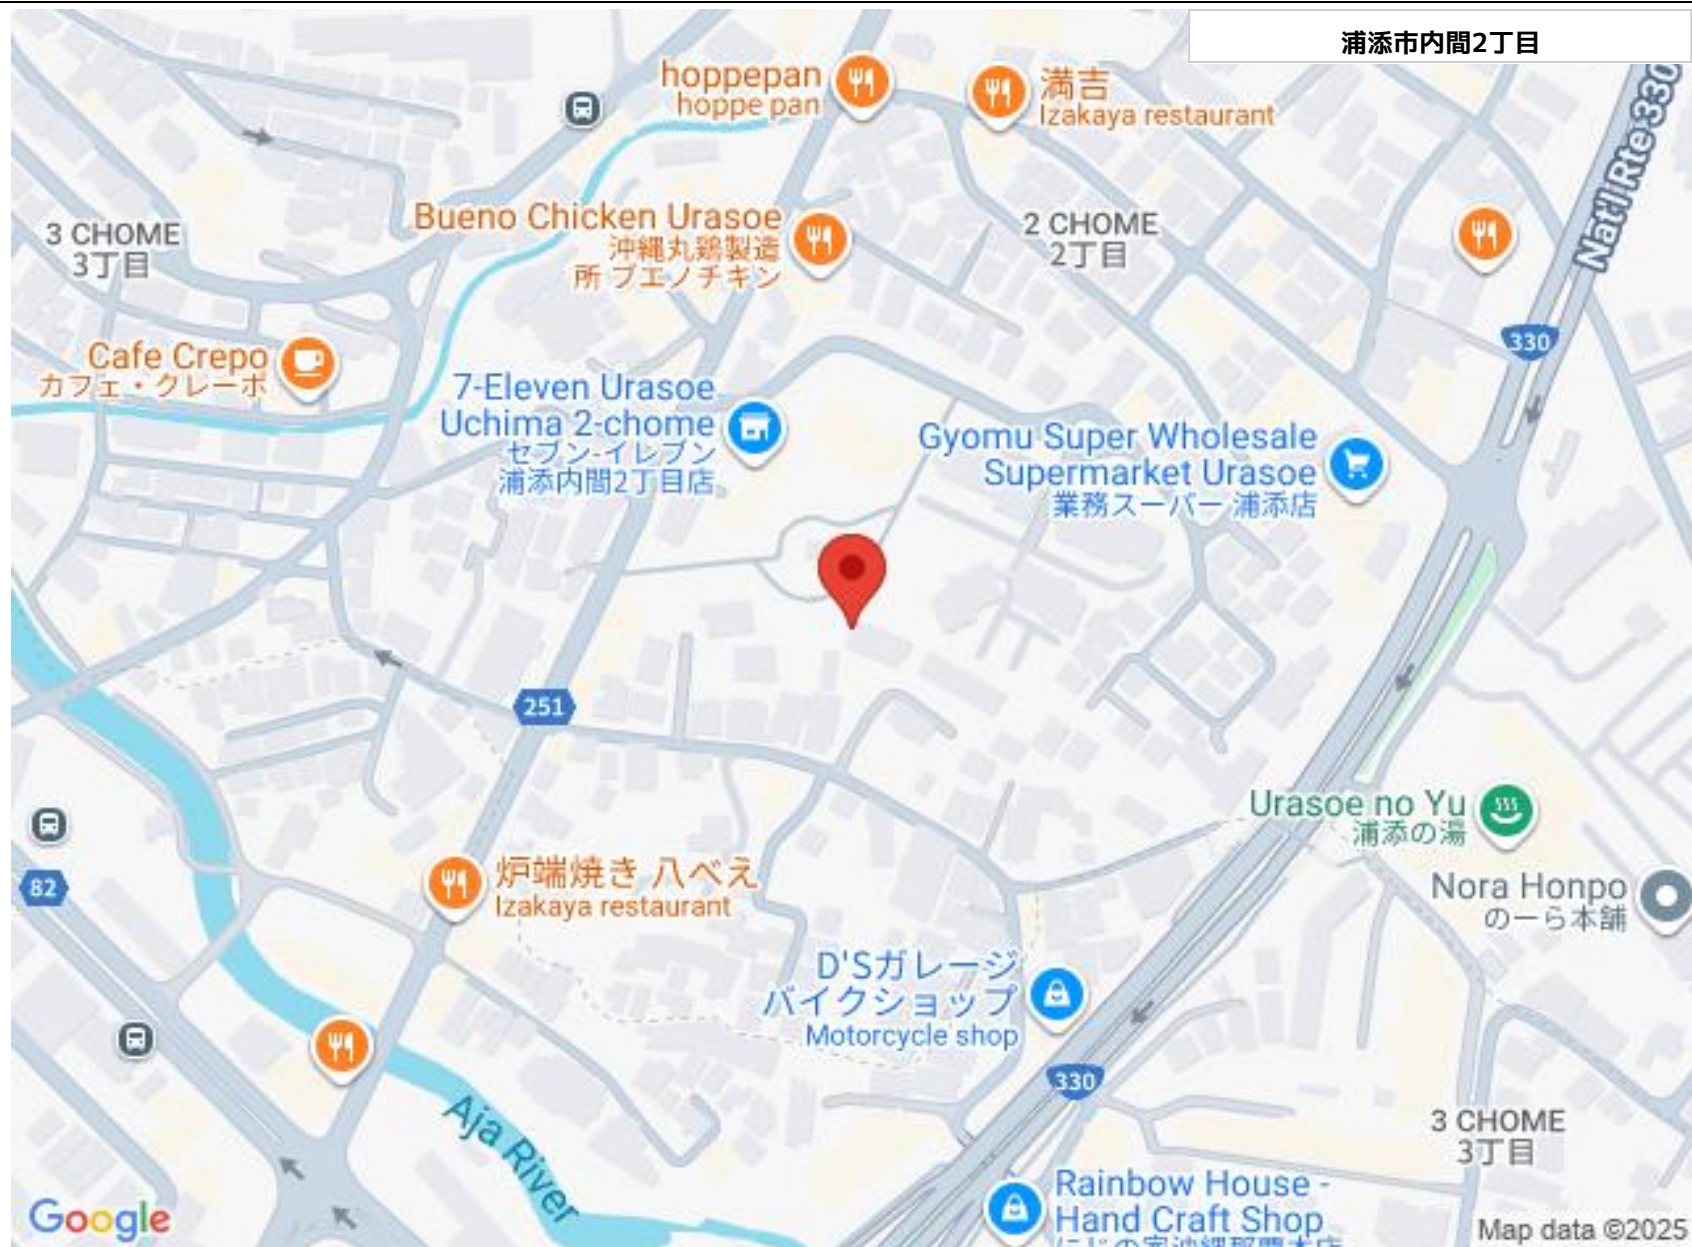 浦添市内間2丁目
hoppepan
hoppe pan
満吉
Izakaya restaurant
Nat'l Rte 330
Bueno Chicken Urasoe
沖縄丸鶏製造
所 ブエノチキン
3 CHOME
3丁目
2 CHOME
2丁目
330
Cafe Crepo
カフェ・クレーポ
7-Eleven Urasoe
Uchima 2-chome
セブン-イレブン
浦添内間2丁目店
Gyomu Super Wholesale
Supermarket Urasoe
業務スーパー 浦添店
251
Urasoe no Yu
浦添の湯
82
炉端焼き 八べえ
Izakaya restaurant
Nora Honpo
のーら本舗
D'Sガレージ
バイクショップ
Motorcycle shop
330
Aja River
3 CHOME
3丁目
Rainbow House -
Hand Craft Shop
Google
Map data ©2025